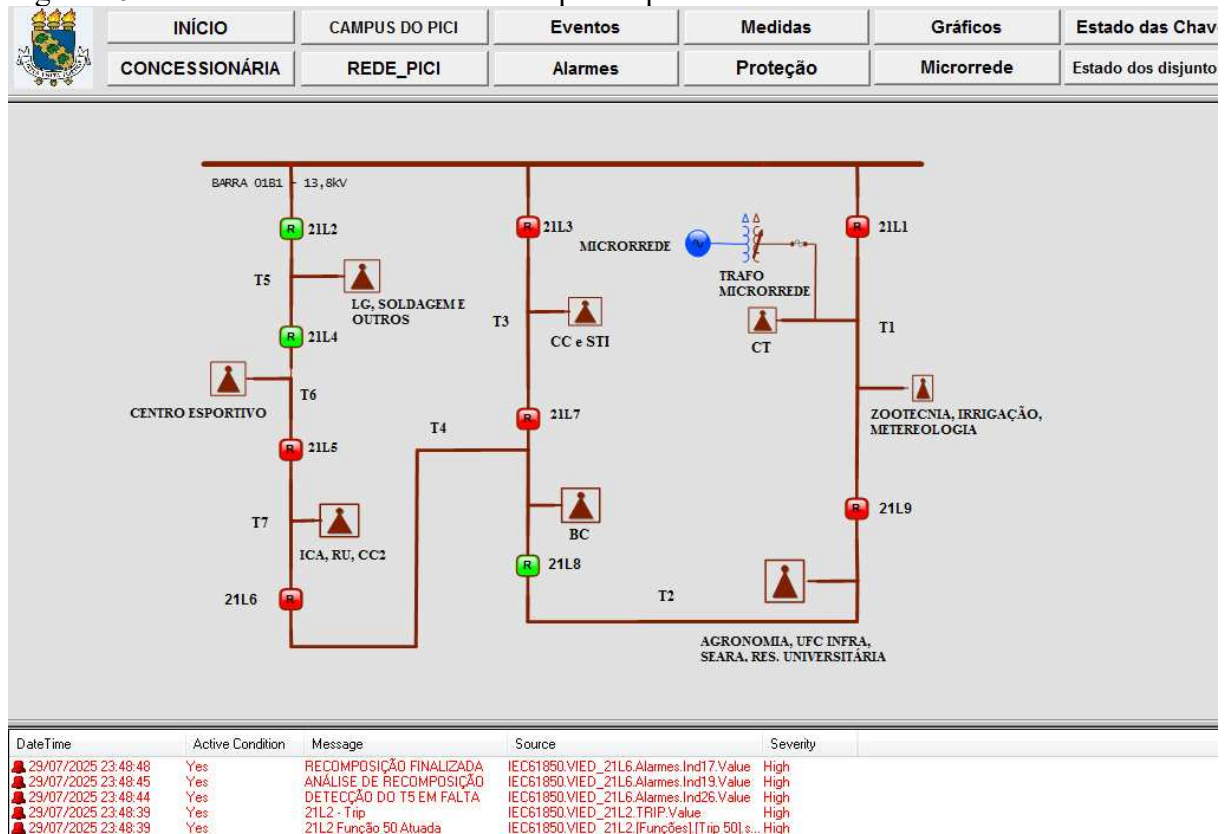 INÍCIO
CAMPUS DO PICI
Eventos
Medidas
Gráficos
Estado das Chav
CONCESSIONÁRIA
REDE_PICI
Alarmes
Proteção
Microrrede
Estado dos disjunto
BARRA 01B1 - 13,8kV
R 21L2
R 21L3
MICRORREDE
R 21L1
T5
TRAFO
MICRORREDE
LG, SOLDAGEM E
OUTROS
T3
CC e STI
CT
T1
R 21L4
CENTRO ESPORTIVO
T6
ZOOTECNIA, IRRIGAÇÃO,
METEREOLOGIA
R 21L7
T4
R 21L5
BC
R 21L9
T7
ICA, RU, CC2
R 21L8
21L6 R
T2
AGRONOMIA, UFC INFRA,
SEARA, RES. UNIVERSITÁRIA
DateTime Active Condition Message Source Severity
29/07/2025 23:48:48 Yes RECOMPOSIÇÃO FINALIZADA IEC61850.VIED_21L6.Alarmes.Ind17.Value High
29/07/2025 23:48:45 Yes ANÁLISE DE RECOMPOSIÇÃO IEC61850.VIED_21L6.Alarmes.Ind19.Value High
29/07/2025 23:48:44 Yes DETECÇÃO DO T5 EM FALTA IEC61850.VIED_21L6.Alarmes.Ind26.Value High
29/07/2025 23:48:39 Yes 21L2 - Trip IEC61850.VIED_21L2.TRIP.Value High
29/07/2025 23:48:39 Yes 21L2 Função 50 Atuada IEC61850.VIED_21L2.[Funções].[Trip 50].s... High